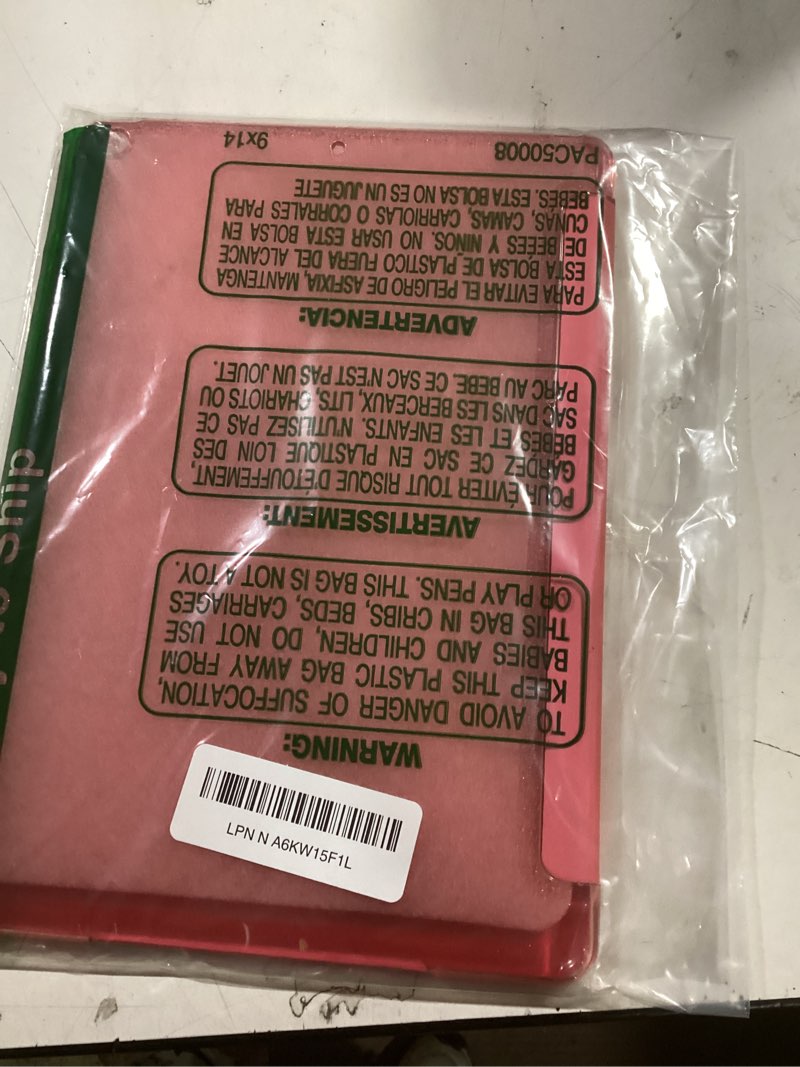 WARNING:
TO AVOID DANGER OF SUFFOCATION,
KEEP THIS PLASTIC BAG AWAY FROM
BABIES AND CHILDREN, DO NOT USE
THIS BAG IN CRIBS, BEDS, CARRIAGES
OR PLAY PENS. THIS BAG IS NOT A TOY.
AVERTISSEMENT:
POUR ÉVITER TOUT RISQUE D'ÉTOUFFEMENT,
GARDEZ CE SAC EN PLASTIQUE LOIN DES
BÉBÉS ET LES ENFANTS. N'UTILISEZ PAS CE
SAC DANS LES BERCEAUX, LITS, CHARIOTS OU
PARC AU BEBE. CE SAC N'EST PAS UN JOUET.
ADVERTENCIA:
PARA EVITAR EL PELIGRO DE ASFIXIA, MANTENGA
ESTA BOLSA DE PLASTICO FUERA DEL ALCANCE
DE BEBES Y NINOS. NO USAR ESTA BOLSA EN
CUNAS, CAMAS, CARRIOLAS O CORRALES PARA
BEBES. ESTA BOLSA NO ES UN JUGUETE
PAC50008 9x14
LPN N A6KW15F1L